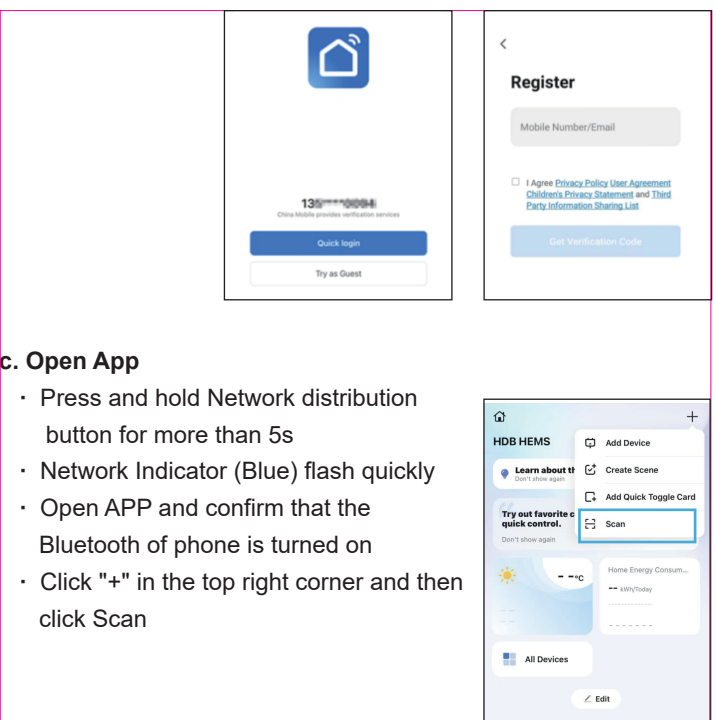 Register
Mobile Number/Email
I Agree Privacy Policy User Agreement
Children's Privacy Statement and Third
Party Information Sharing List
Get Verification Code
China Mobile provides verification services
Quick login
Try as Guest
c. Open App
· Press and hold Network distribution
button for more than 5s
· Network Indicator (Blue) flash quickly
· Open APP and confirm that the
Bluetooth of phone is turned on
· Click "+" in the top right corner and then
click Scan
HDB HEMS
Add Device
Create Scene
Add Quick Toggle Card
Scan
Learn about th
Don't show again
Try out favorite c
quick control.
Don't show again
- -°C
Home Energy Consum...
-- kWh/Today
All Devices
Edit